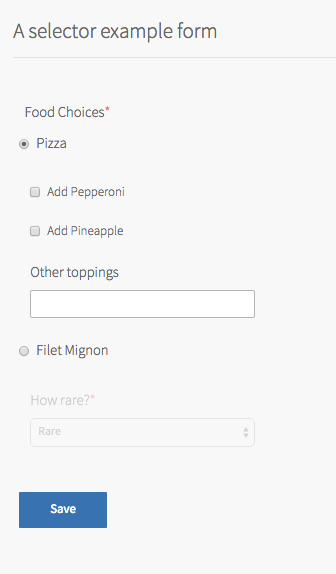 A selector example form
Food Choices*
Pizza
Add Pepperoni
Add Pineapple
Other toppings
Filet Mignon
How rare?*
Rare
Save